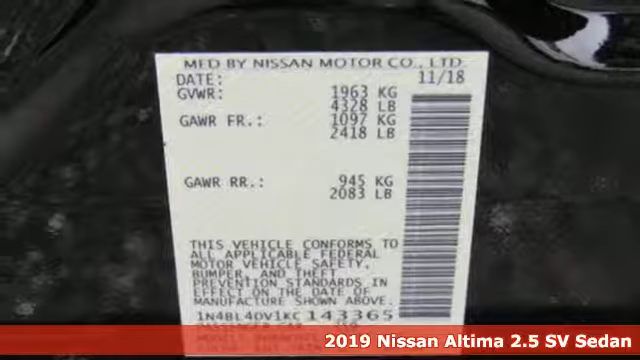 MFD BY NISSAN MOTOR CO., LTD.
DATE: 11/18
GVWR: 1963 KG
4328 LB
GAWR FR.: 1097 KG
2418 LB
GAWR RR.: 945 KG
2083 LB
THIS VEHICLE CONFORMS TO
ALL APPLICABLE FEDERAL
MOTOR VEHICLE SAFETY,
BUMPER, AND THEFT
PREVENTION STANDARDS IN
EFFECT ON THE DATE OF
MANUFACTURE SHOWN ABOVE.
1N4BL4DV1KC 143365
2019 Nissan Altima 2.5 SV Sedan